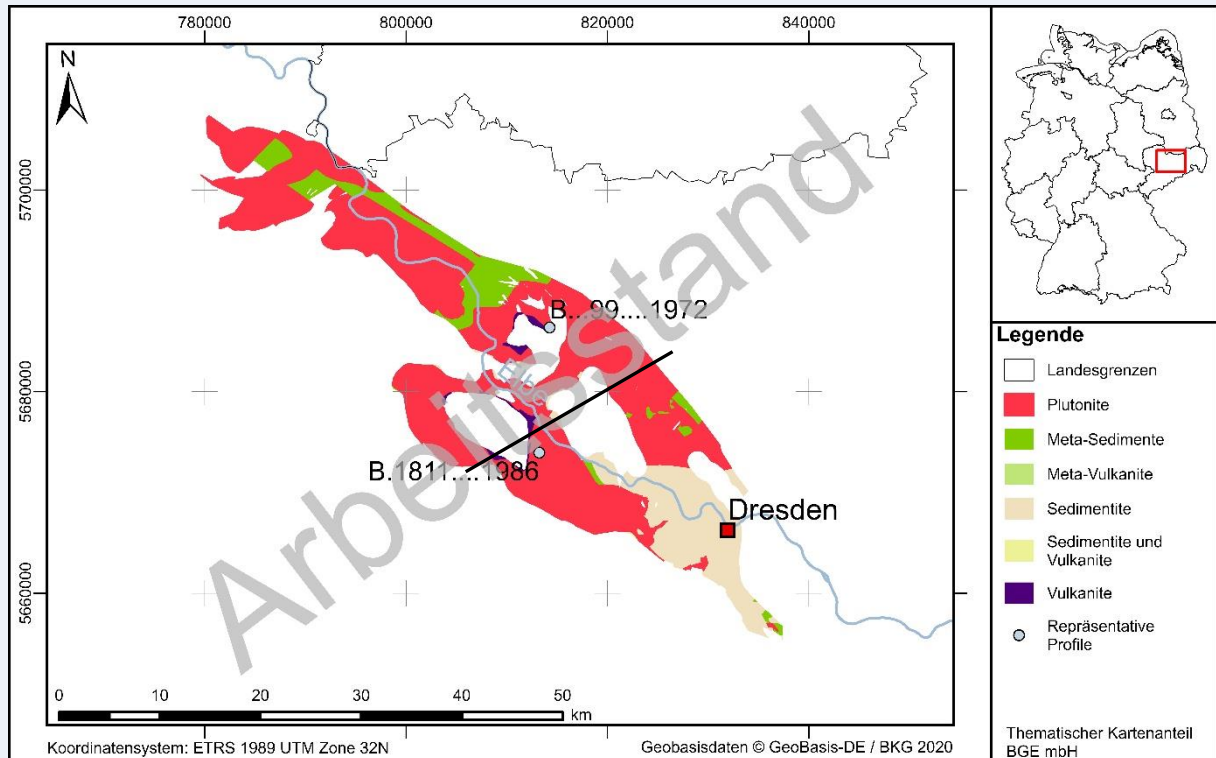 780000 800000 820000 840000
N
5700000
5680000
5660000
B...99....1972
Elbe
B.1811....1986
Dresden
Arbeitsstand
0 10 20 30 40 50
km
Koordinatensystem: ETRS 1989 UTM Zone 32N
Geobasisdaten © GeoBasis-DE / BKG 2020
Legende
Landesgrenzen
Plutonite
Meta-Sedimente
Meta-Vulkanite
Sedimentite
Sedimentite und
Vulkanite
Vulkanite
Repräsentative
Profile
Thematischer Kartenanteil
BGE mbH